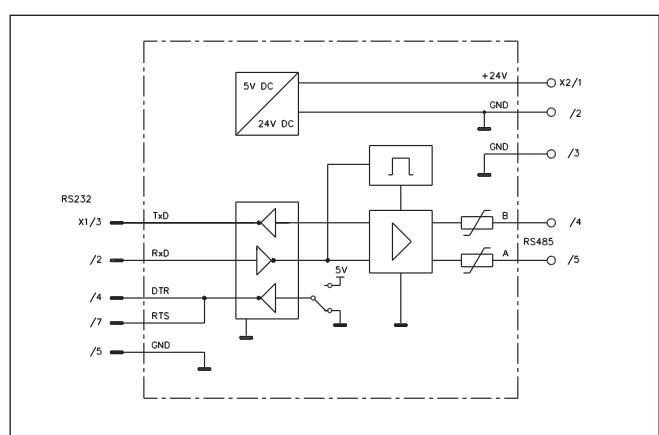 +24V X2/1
5V DC
24V DC
GND /2
GND /3
RS232
X1/3 TxD
B /4
RS485
/2 RxD
A /5
5V
/4 DTR
/7 RTS
/5 GND